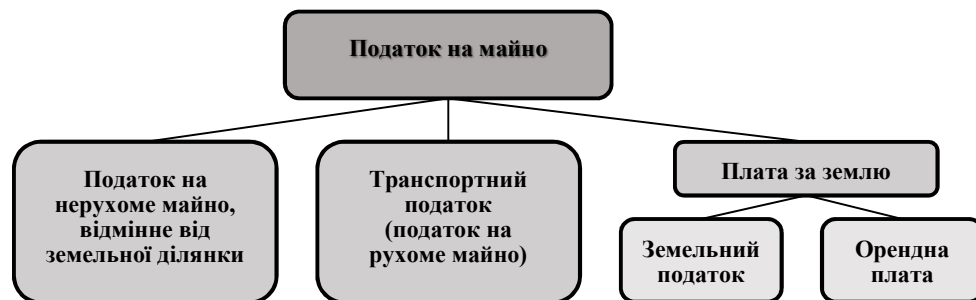 Податок на майно
Податок на
нерухоме майно,
відмінне від
земельної ділянки
Транспортний
податок
(податок на
рухоме майно)
Плата за землю
Земельний
податок
Орендна
плата